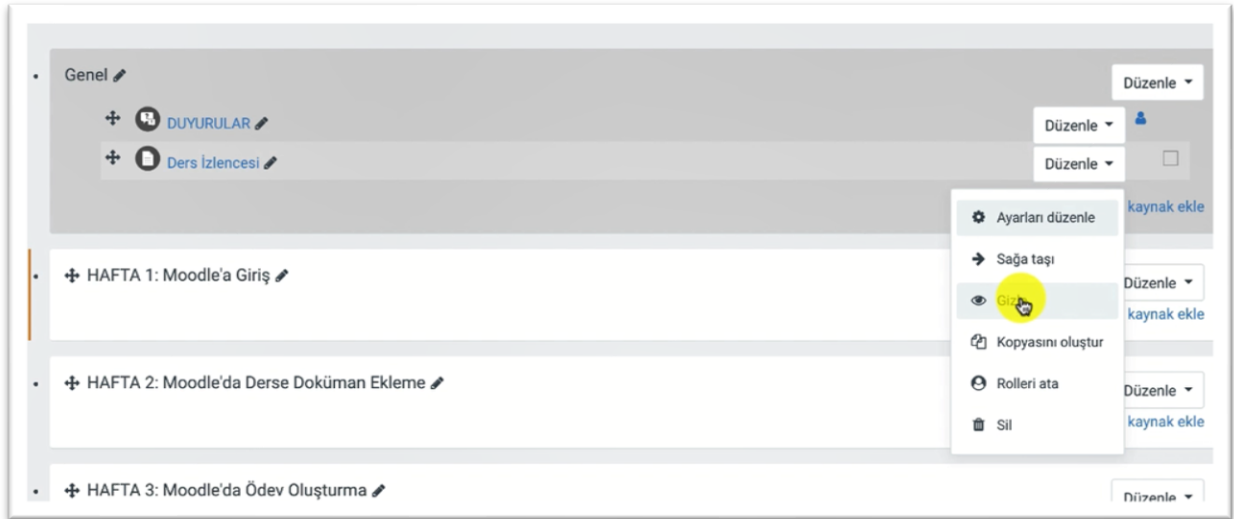 Genel
Düzenle
DUYURULAR
Düzenle
Ders İzlencesi
Düzenle
kaynak ekle
Ayarları düzenle
Sağa taşı
Kopyasını oluştur
Rolleri ata
Sil
HAFTA 1: Moodle'a Giriş
Düzenle
kaynak ekle
HAFTA 2: Moodle'da Derse Doküman Ekleme
Düzenle
kaynak ekle
HAFTA 3: Moodle'da Ödev Oluşturma
Düzenle